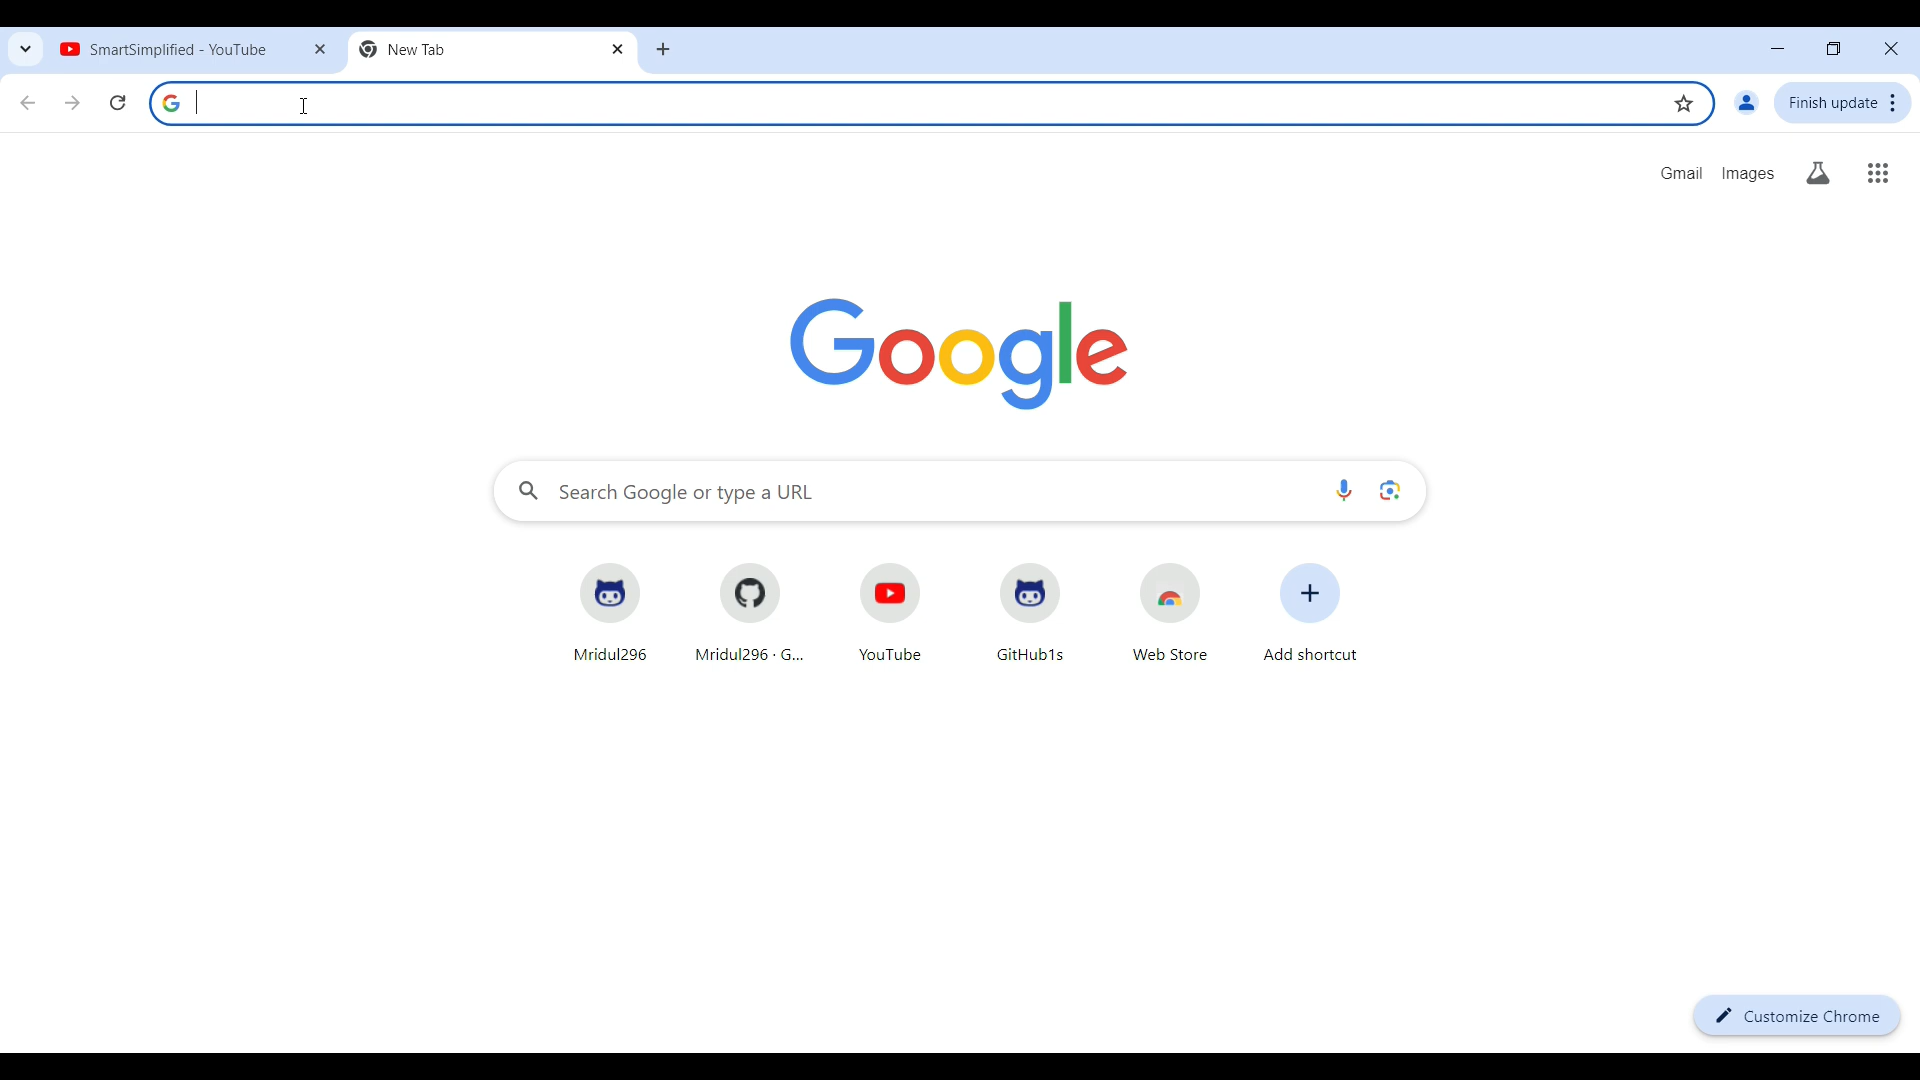 SmartSimplified - YouTube
New Tab
Finish update
Gmail Images
Google
Search Google or type a URL
Mridul296 Mridul296 · G... YouTube GitHub1s Web Store Add shortcut
Customize Chrome